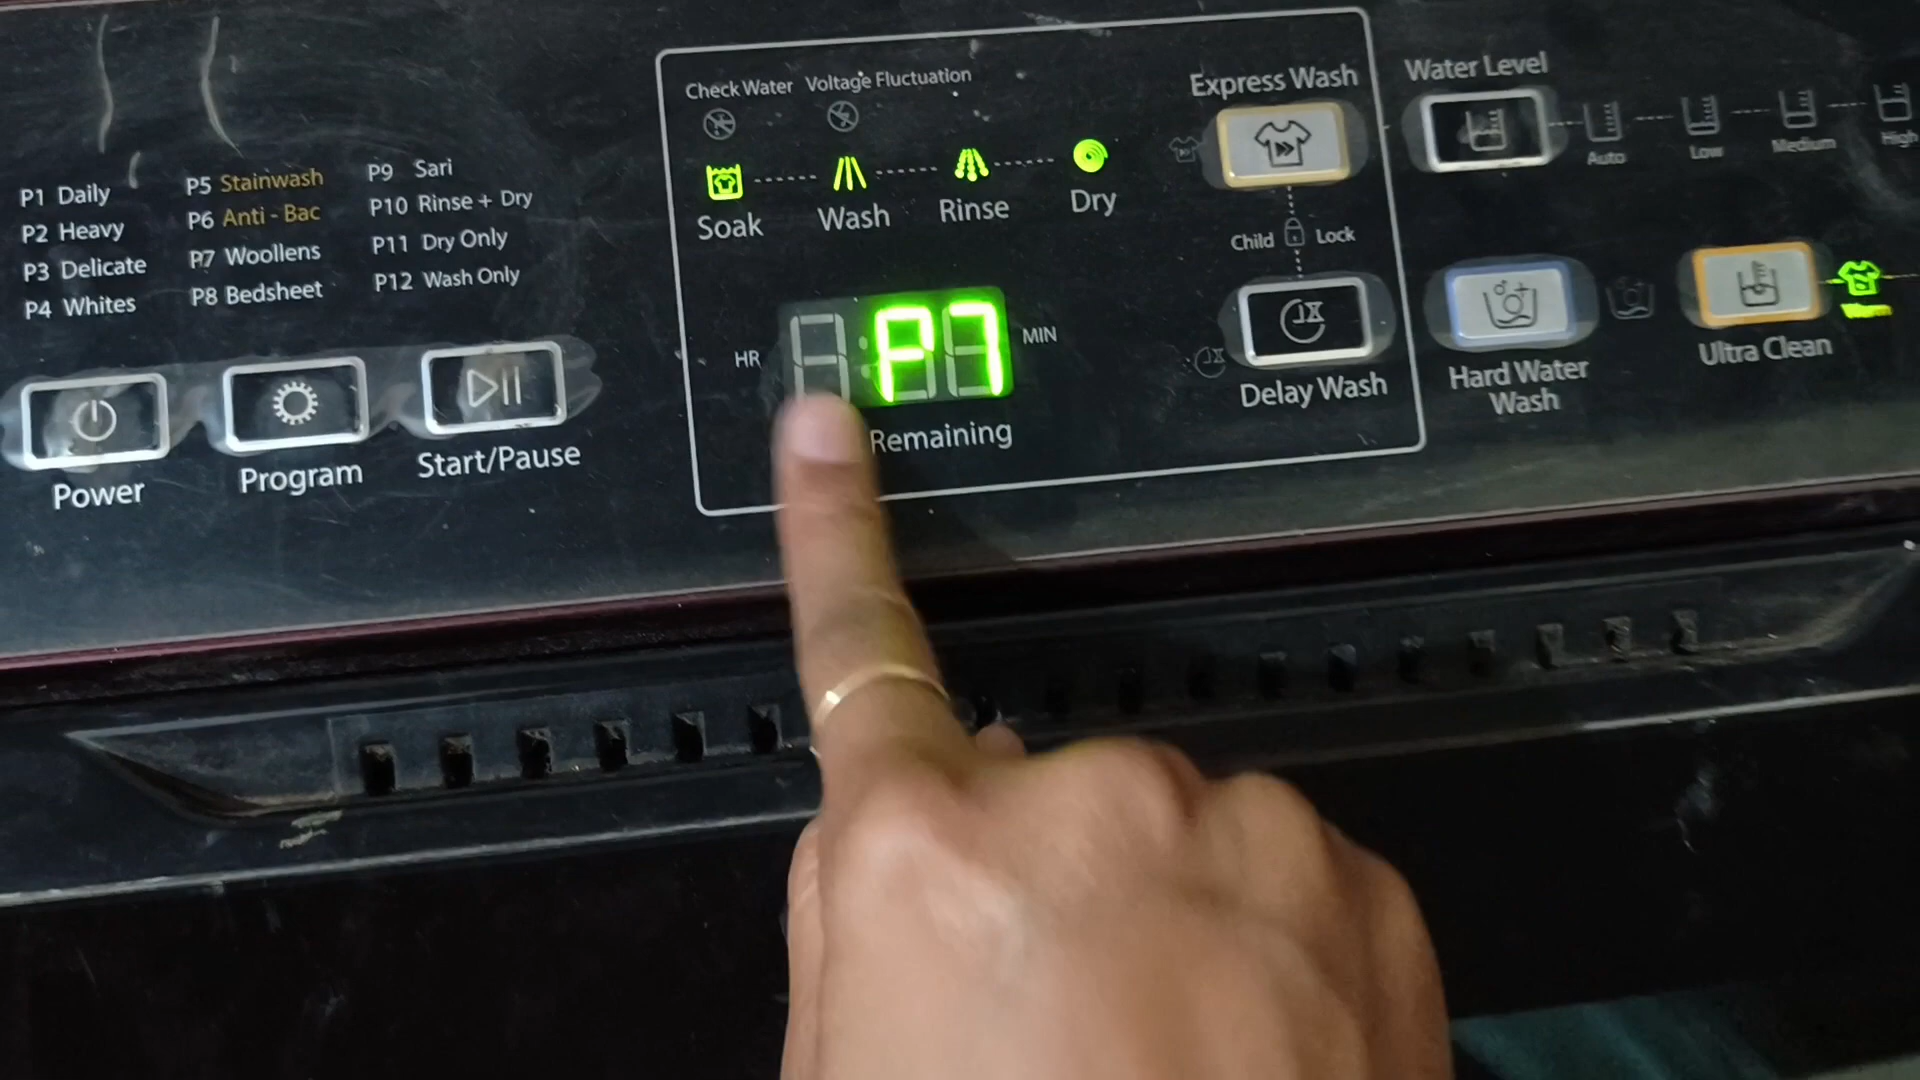 Check Water Voltage Fluctuation
Express Wash
Water Level
P1 Daily
P2 Heavy
P3 Delicate
P4 Whites
P5 Stainwash
P6 Anti - Bac
P7 Woollens
P8 Bedsheet
P9 Sari
P10 Rinse + Dry
P11 Dry Only
P12 Wash Only
Soak
Wash
Rinse
Dry
Auto
Low
Medium
High
Child Lock
HR
P7
MIN
Remaining
Delay Wash
Hard Water
Wash
Ultra Clean
Warm
Power
Program
Start/Pause